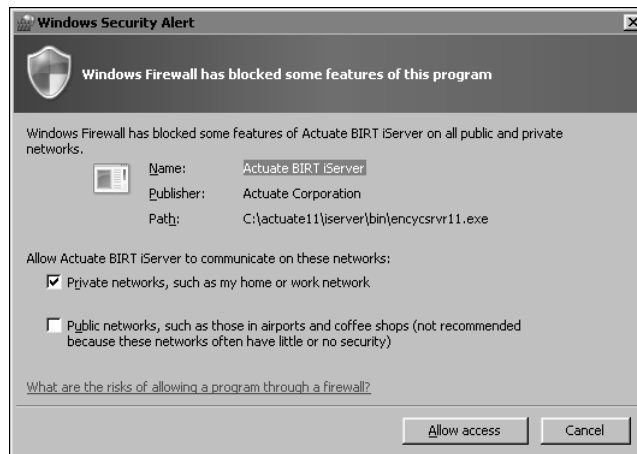 Windows Security Alert
Windows Firewall has blocked some features of this program
Windows Firewall has blocked some features of Actuate BIRT iServer on all public and private
networks.
Name: Actuate BIRT iServer
Publisher: Actuate Corporation
Path: C:\actuate11\iserver\bin\encycsrvr11.exe
Allow Actuate BIRT iServer to communicate on these networks:
Private networks, such as my home or work network
Public networks, such as those in airports and coffee shops (not recommended
because these networks often have little or no security)
What are the risks of allowing a program through a firewall?
Allow access Cancel